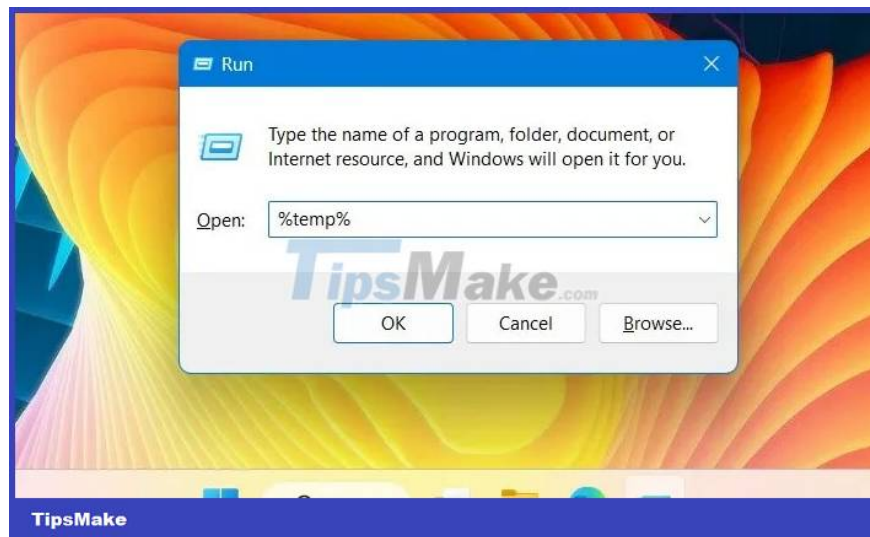 Run
Type the name of a program, folder, document, or
Internet resource, and Windows will open it for you.
Open: %temp%
TipsMake.com
OK Cancel Browse...
TipsMake